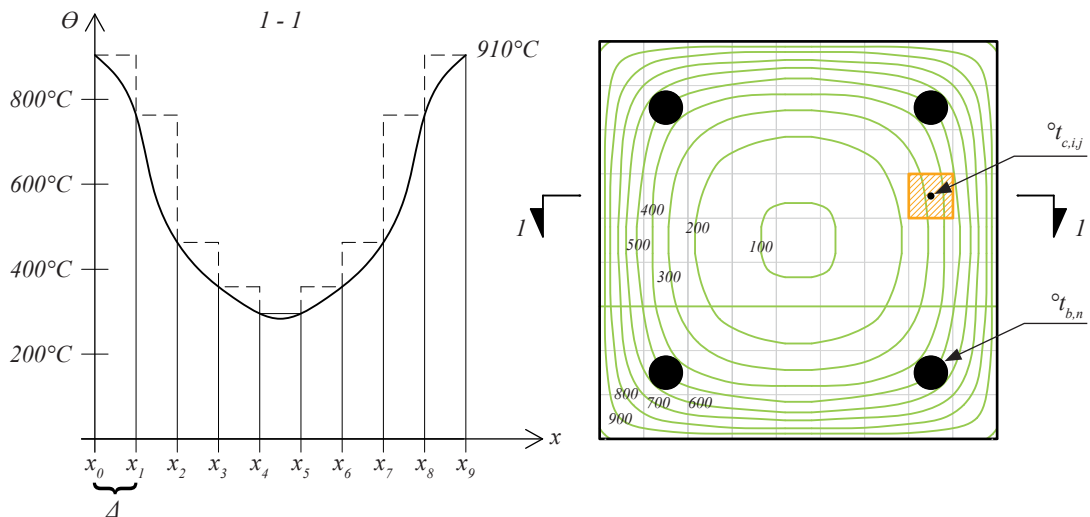 Θ
1 - 1
910°C
800°C
600°C
400°C
200°C
x
x0 x1 x2 x3 x4 x5 x6 x7 x8 x9
Δ
°tc,i,j
1
1
400
200
500
100
300
°tb,n
800
700
600
900